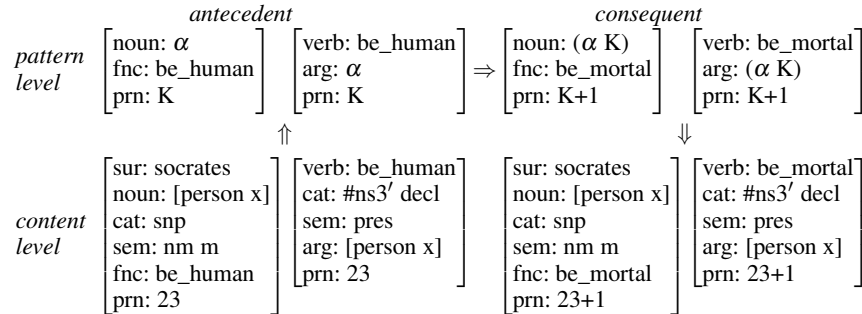 antecedent consequent
noun: α verb: be_human noun: (α K) verb: be_mortal
pattern fnc: be_human arg: α ⇒ fnc: be_mortal arg: (α K)
level prn: K prn: K prn: K+1 prn: K+1
⇑ ⇓
sur: socrates verb: be_human sur: socrates verb: be_mortal
noun: [person x] cat: #ns3′ decl noun: [person x] cat: #ns3′ decl
content cat: snp sem: pres cat: snp sem: pres
level sem: nm m arg: [person x] sem: nm m arg: [person x]
fnc: be_human prn: 23 fnc: be_mortal prn: 23+1
prn: 23 prn: 23+1